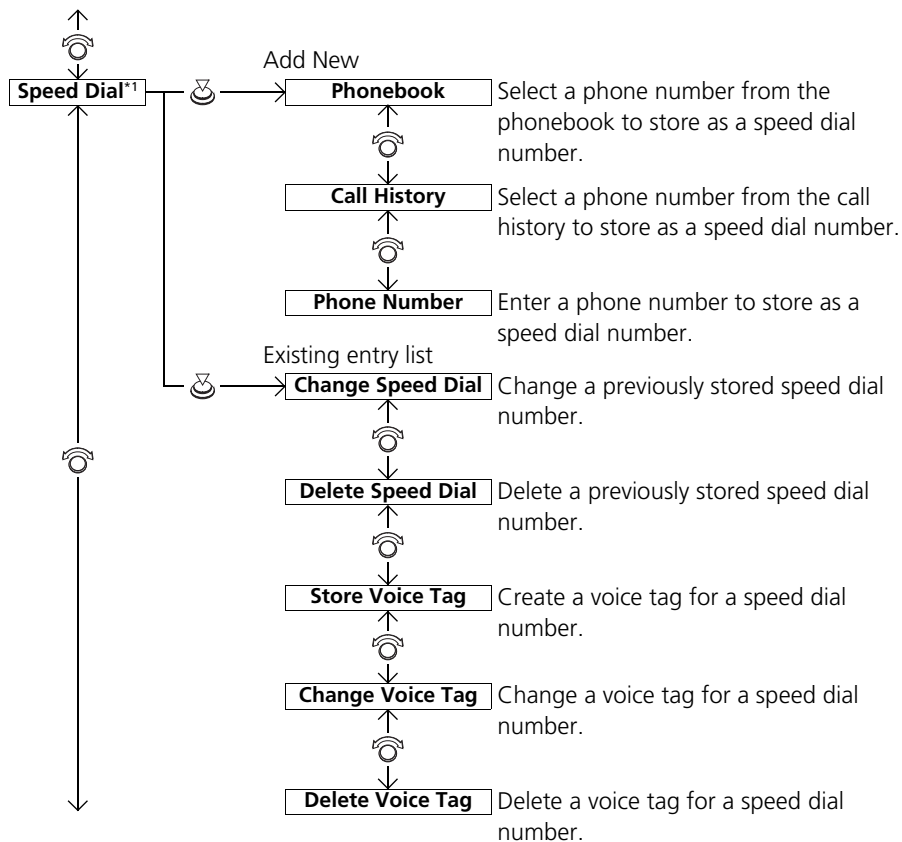 Add New
Speed Dial*1
Phonebook
Select a phone number from the
phonebook to store as a speed dial
number.
Call History
Select a phone number from the call
history to store as a speed dial number.
Phone Number
Enter a phone number to store as a
speed dial number.
Existing entry list
Change Speed Dial
Change a previously stored speed dial
number.
Delete Speed Dial
Delete a previously stored speed dial
number.
Store Voice Tag
Create a voice tag for a speed dial
number.
Change Voice Tag
Change a voice tag for a speed dial
number.
Delete Voice Tag
Delete a voice tag for a speed dial
number.